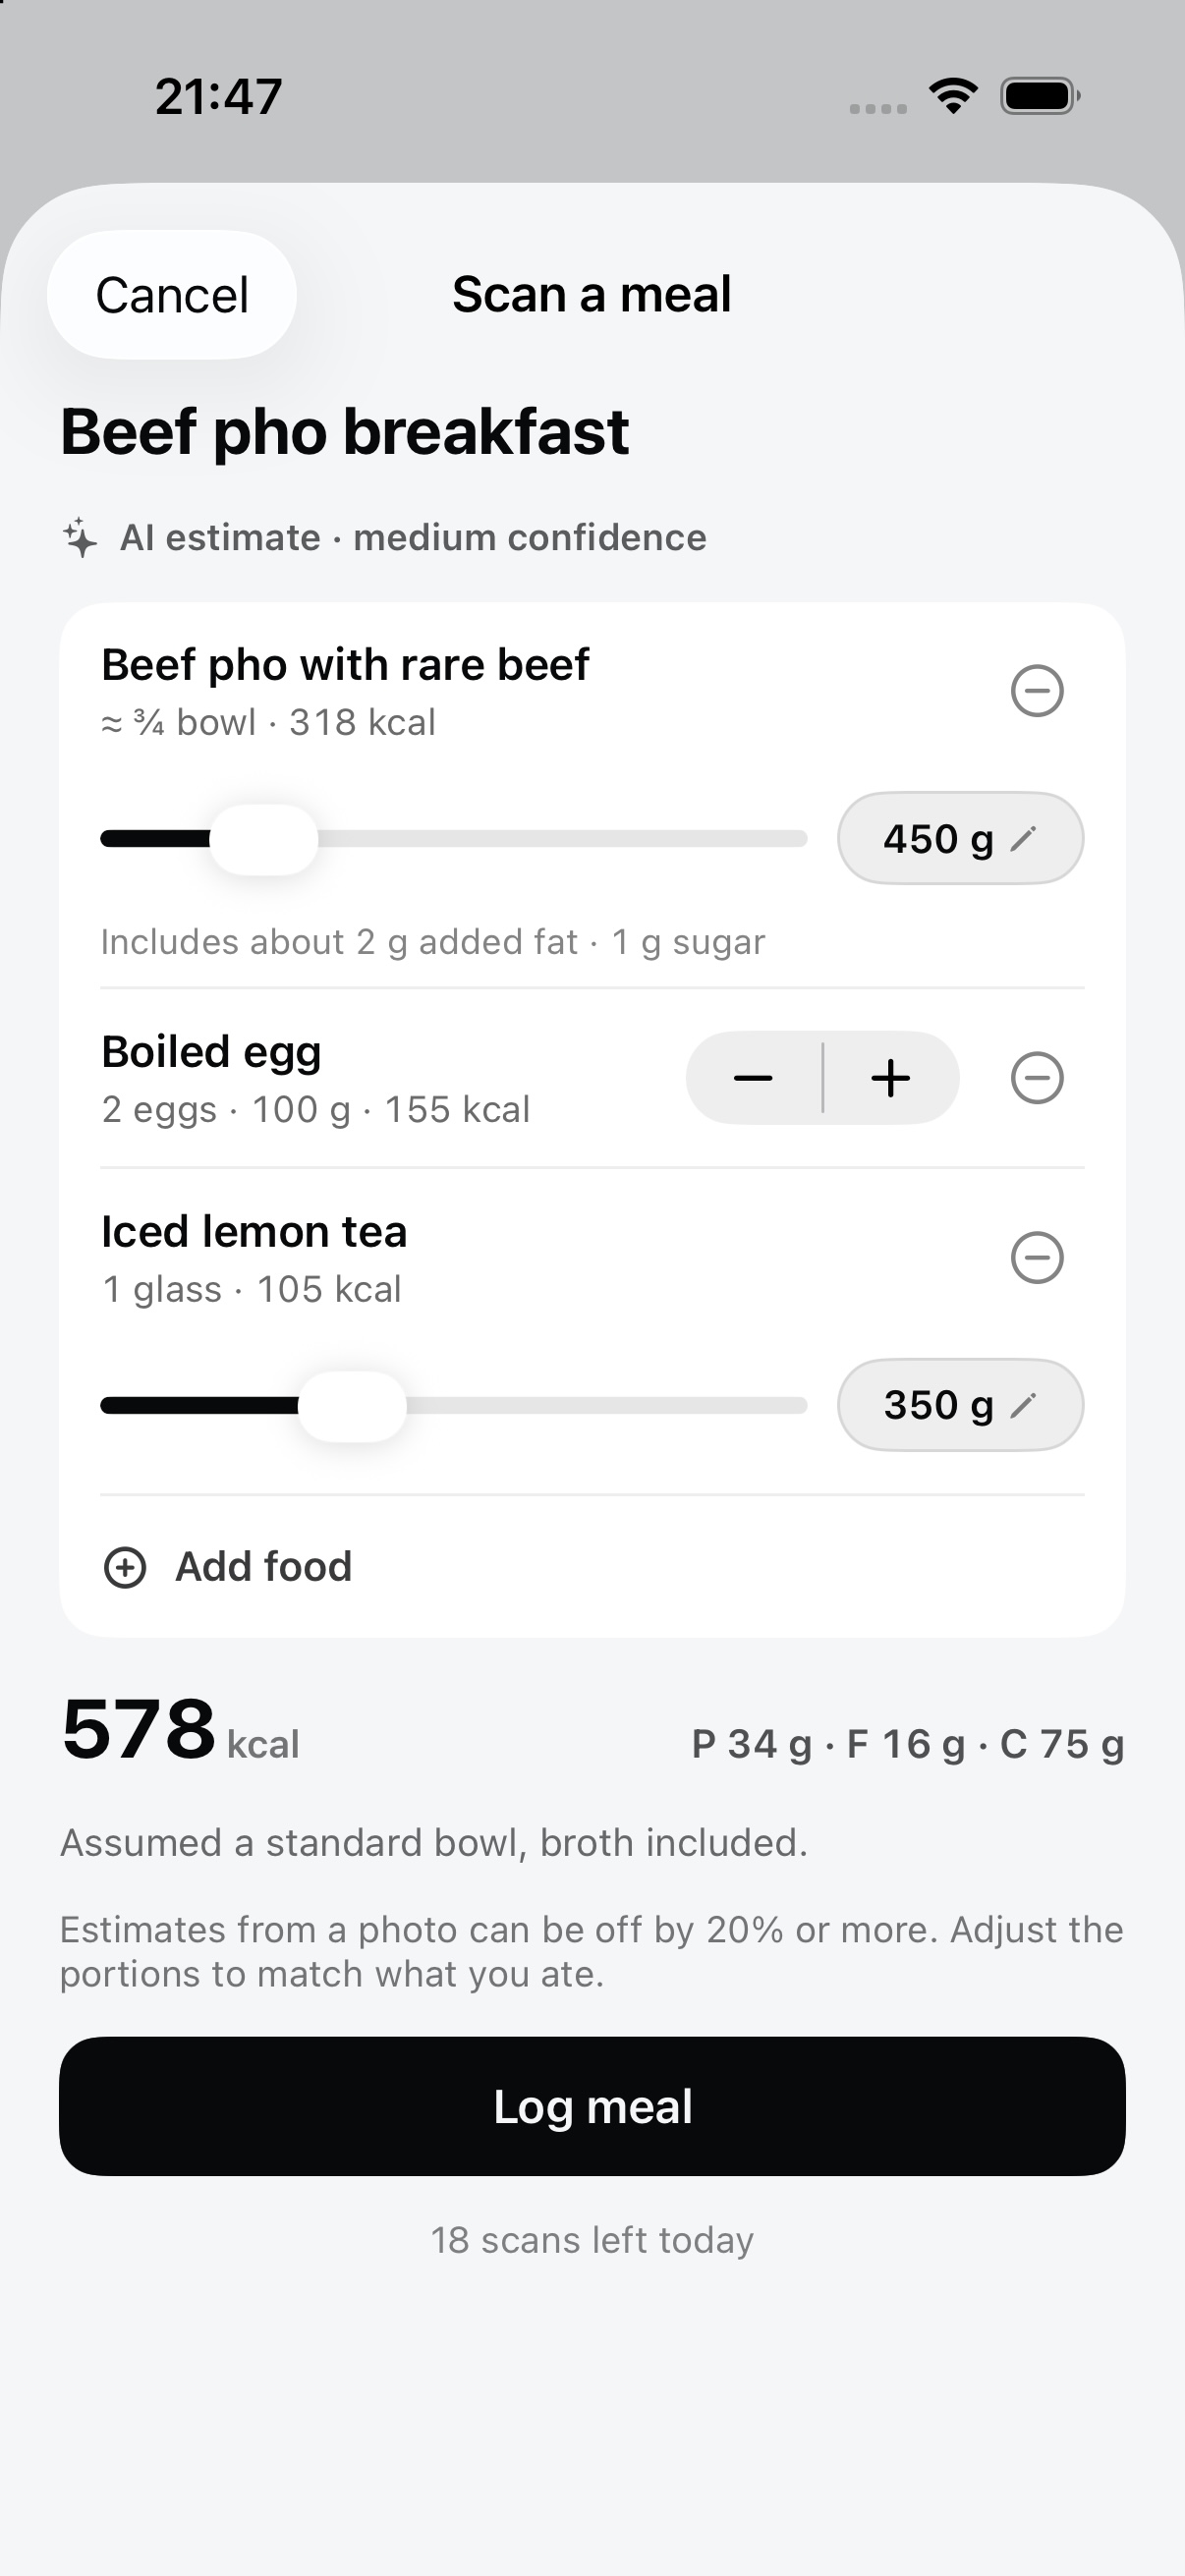 21:47
Cancel
Scan a meal
Beef pho breakfast
AI estimate · medium confidence
Beef pho with rare beef
≈ ¾ bowl · 318 kcal
450 g
Includes about 2 g added fat · 1 g sugar
Boiled egg
2 eggs · 100 g · 155 kcal
Iced lemon tea
1 glass · 105 kcal
350 g
Add food
578 kcal
P 34 g · F 16 g · C 75 g
Assumed a standard bowl, broth included.
Estimates from a photo can be off by 20% or more. Adjust the
portions to match what you ate.
Log meal
18 scans left today